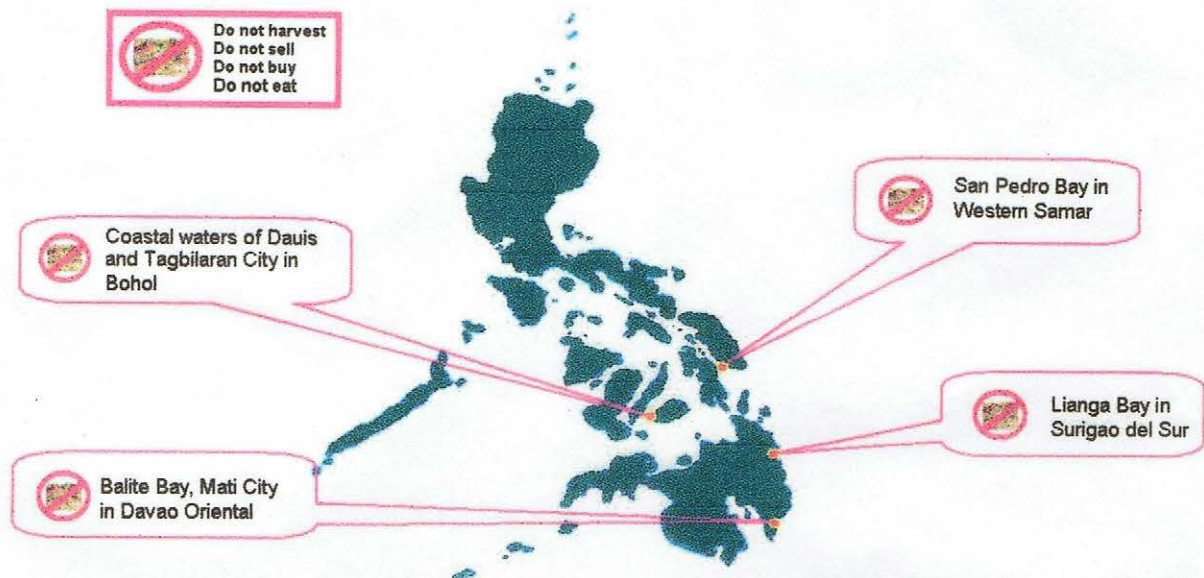 Do not harvest
Do not sell
Do not buy
Do not eat
San Pedro Bay in
Western Samar
Coastal waters of Dauis
and Tagbilaran City in
Bohol
Lianga Bay in
Surigao del Sur
Balite Bay, Mati City
in Davao Oriental